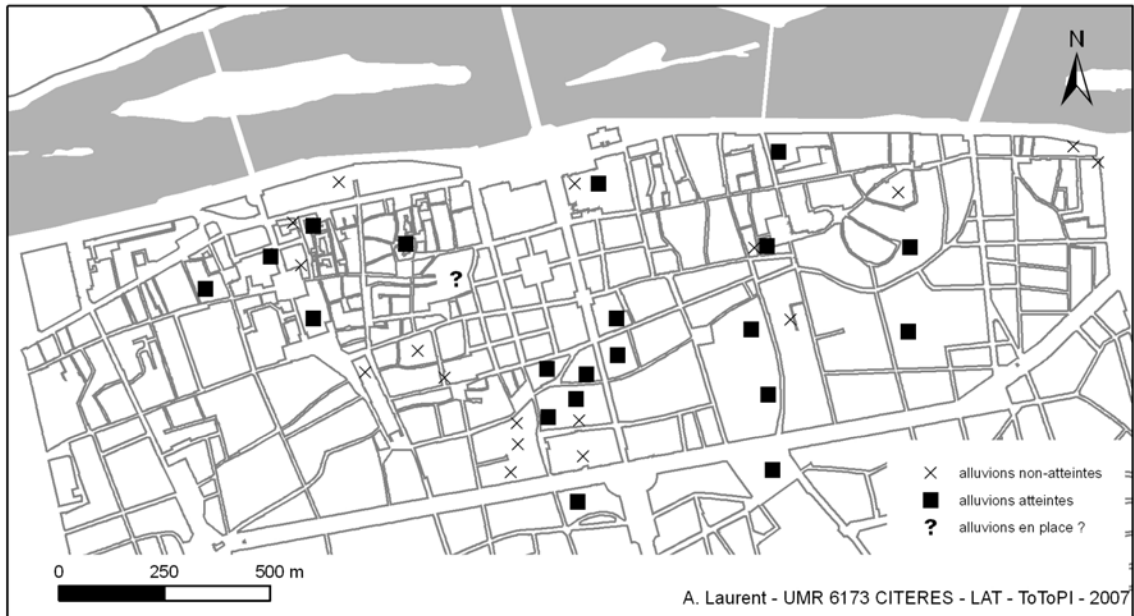 N
?
× alluvions non-atteintes
■ alluvions atteintes
? alluvions en place ?
0 250 500 m
A. Laurent - UMR 6173 CITERES - LAT - ToToPI - 2007